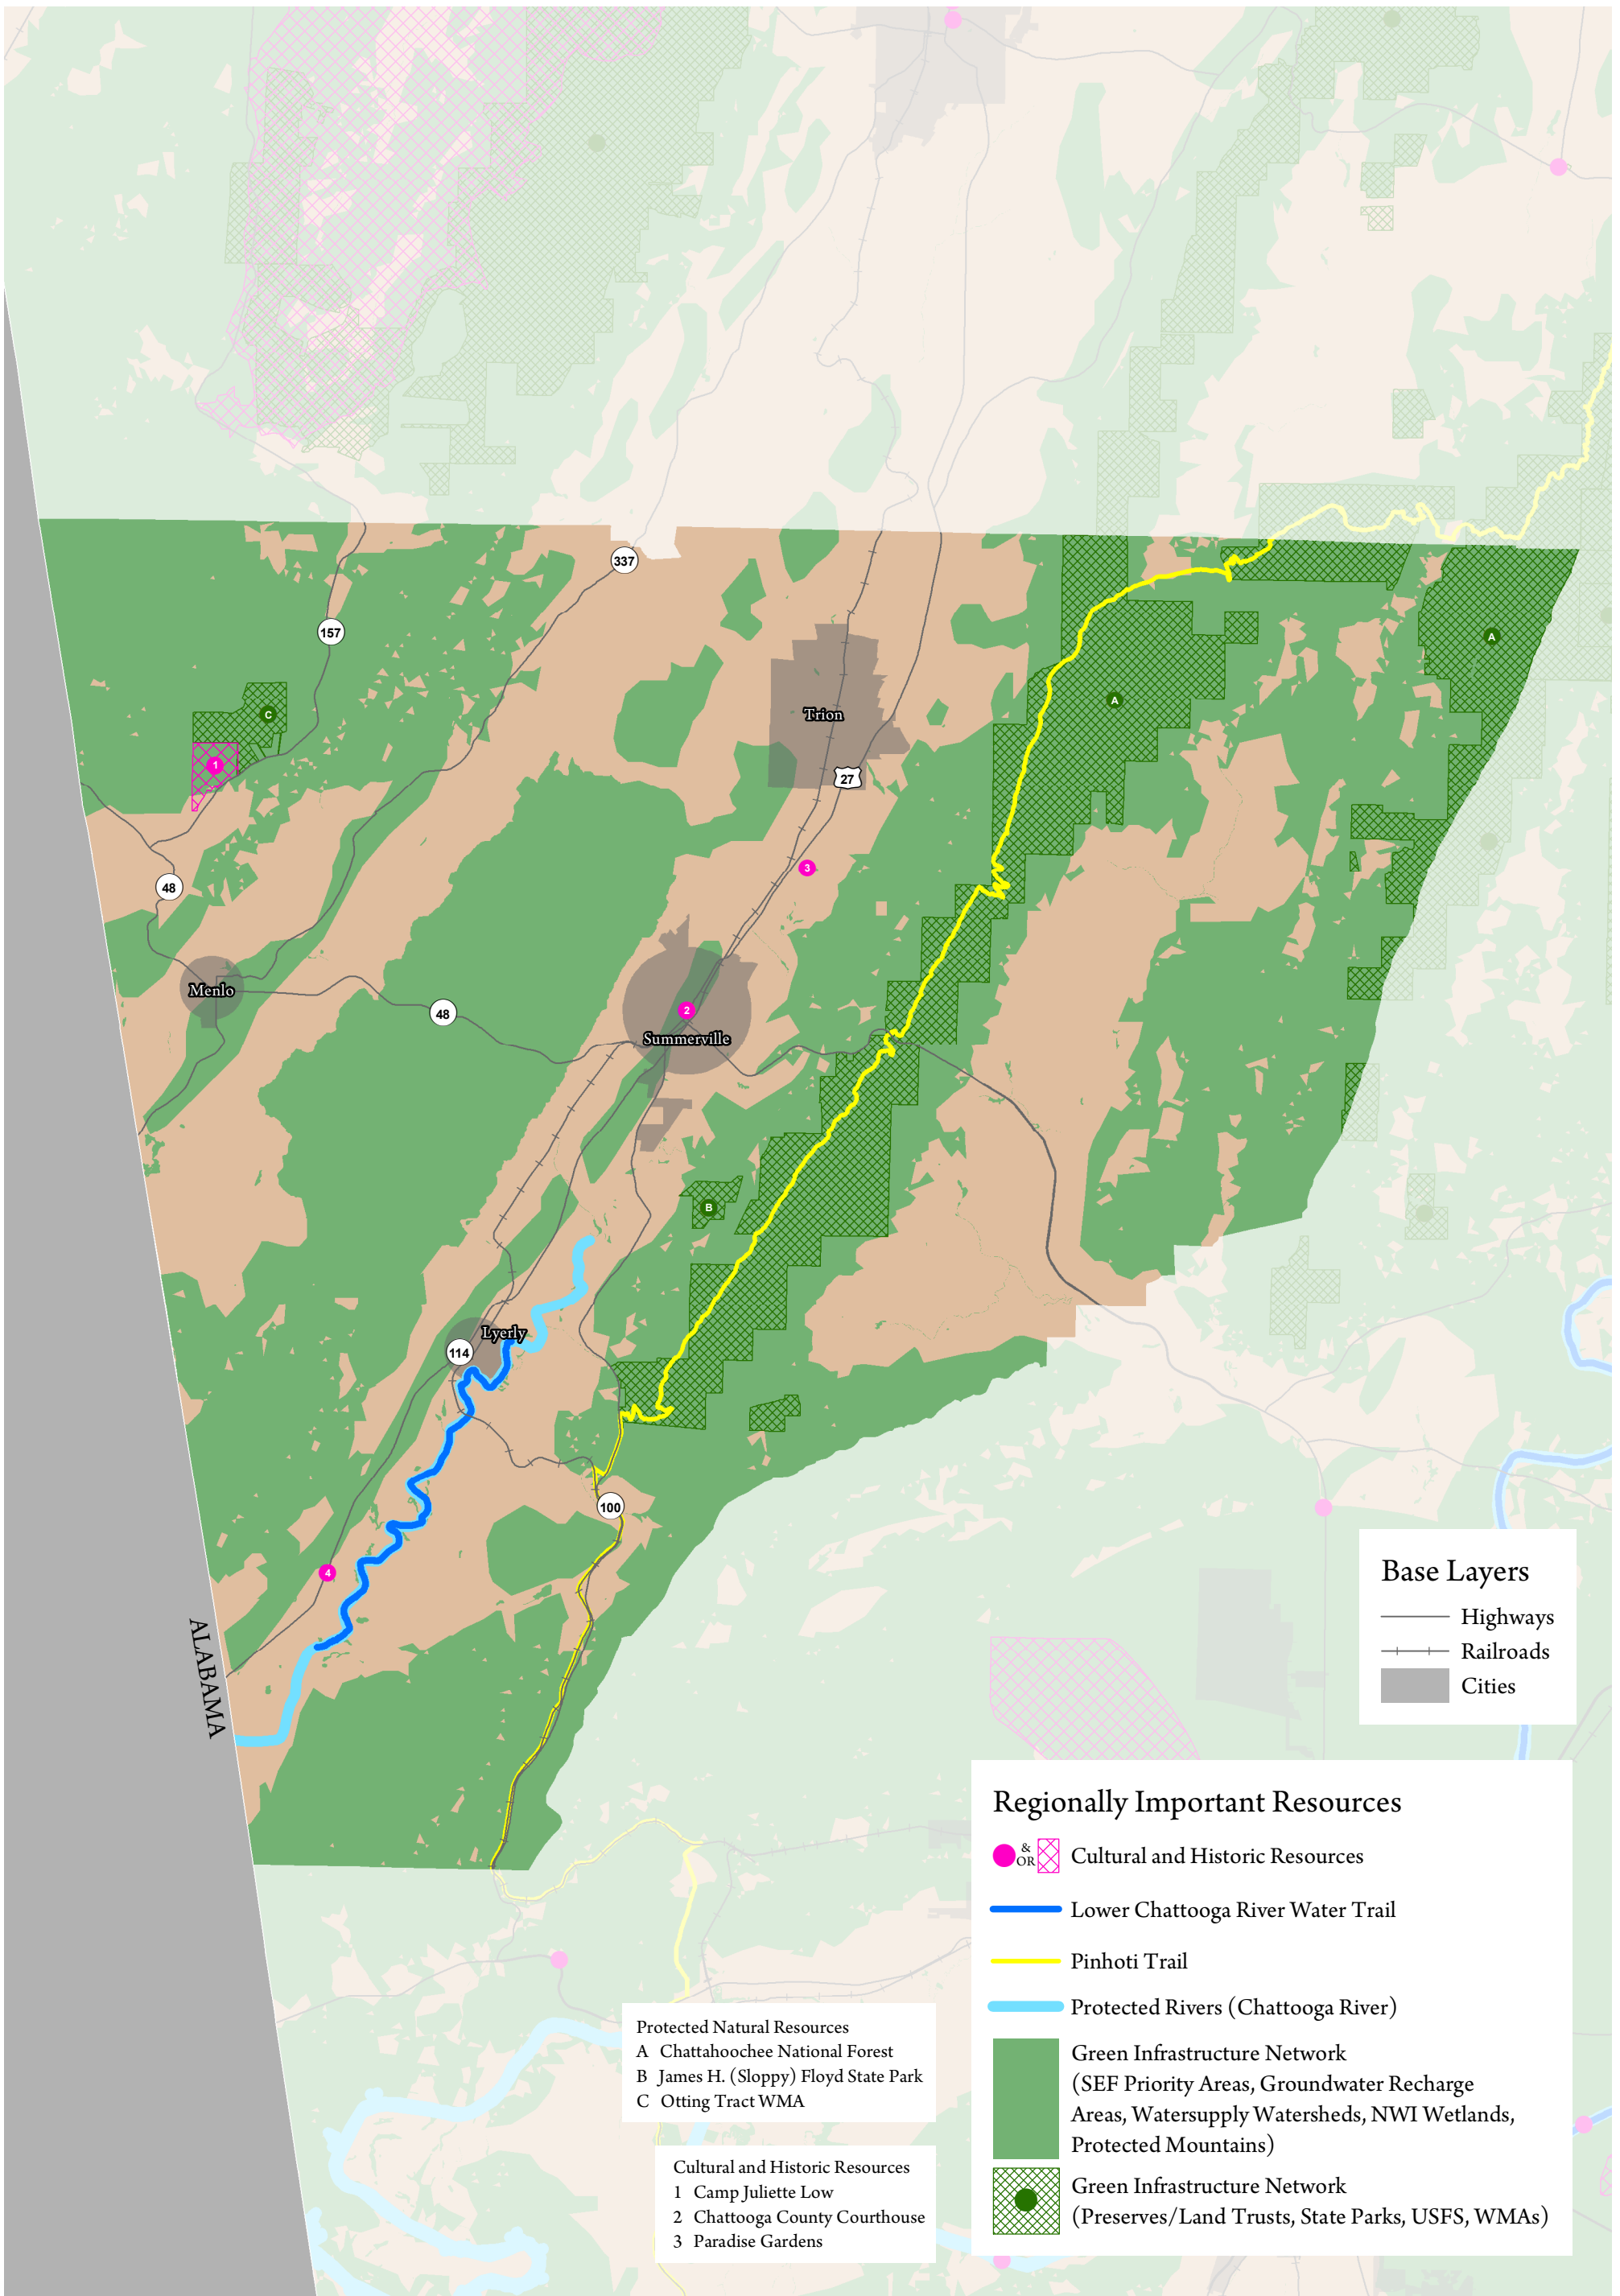 337
157
A
A
C
Trion
1
27
3
48
Menlo
48
2
Summerville
B
Lyerly
114
100
4
ALABAMA
Base Layers
Highways
Railroads
Cities
Regionally Important Resources
& OR
Cultural and Historic Resources
Lower Chattooga River Water Trail
Pinhoti Trail
Protected Rivers (Chattooga River)
Green Infrastructure Network
(SEF Priority Areas, Groundwater Recharge
Areas, Watersupply Watersheds, NWI Wetlands,
Protected Mountains)
Green Infrastructure Network
(Preserves/Land Trusts, State Parks, USFS, WMAs)
Protected Natural Resources
A Chattahoochee National Forest
B James H. (Sloppy) Floyd State Park
C Otting Tract WMA
Cultural and Historic Resources
1 Camp Juliette Low
2 Chattooga County Courthouse
3 Paradise Gardens